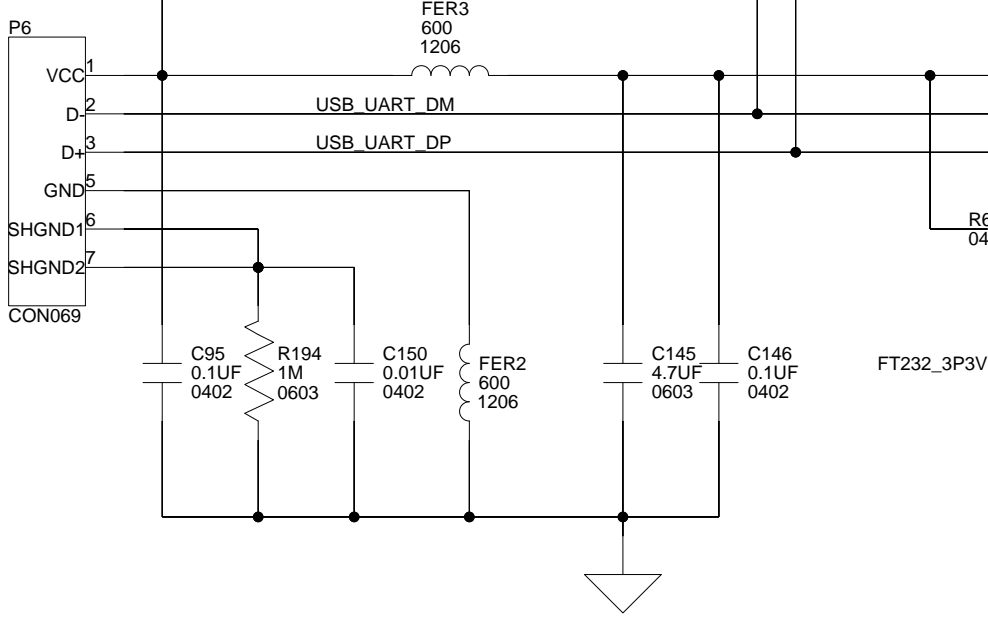 FER3
600
1206
P6
VCC 1
D- 2
USB_UART_DM
D+ 3
USB_UART_DP
GND 5
SHGND1 6
SHGND2 7
CON069
R6
04
C95
0.1UF
0402
R194
1M
0603
C150
0.01UF
0402
FER2
600
1206
C145
4.7UF
0603
C146
0.1UF
0402
FT232_3P3V